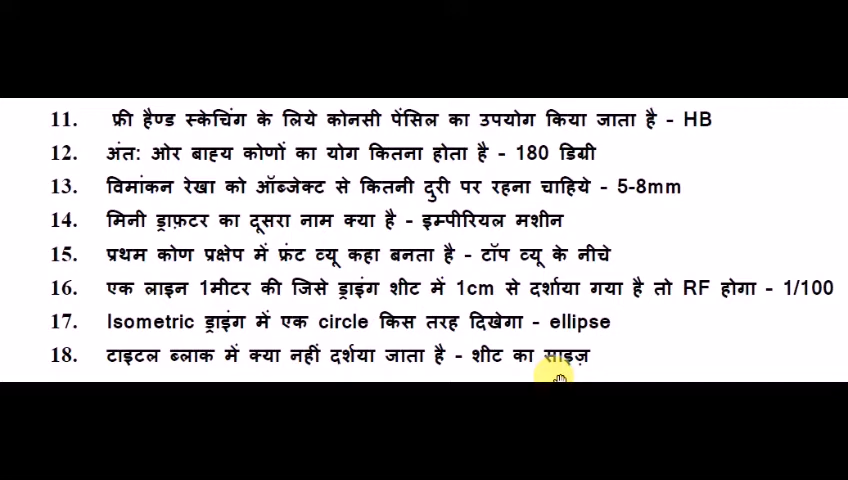 11. फ्री हैण्ड स्केचिंग के लिये कोनसी पेंसिल का उपयोग किया जाता है - HB
12. अंत: ओर बाह्य कोणों का योग कितना होता है - 180 डिग्री
13. विमांकन रेखा को ऑब्जेक्ट से कितनी दुरी पर रहना चाहिये - 5-8mm
14. मिनी ड्राफ़्टर का दूसरा नाम क्या है - इम्पीरियल मशीन
15. प्रथम कोण प्रक्षेप में फ्रंट व्यू कहा बनता है - टॉप व्यू के नीचे
16. एक लाइन 1मीटर की जिसे ड्राइंग शीट में 1cm से दर्शाया गया है तो RF होगा - 1/100
17. Isometric ड्राइंग में एक circle किस तरह दिखेगा - ellipse
18. टाइटल ब्लाक में क्या नहीं दर्शया जाता है - शीट का साइज़